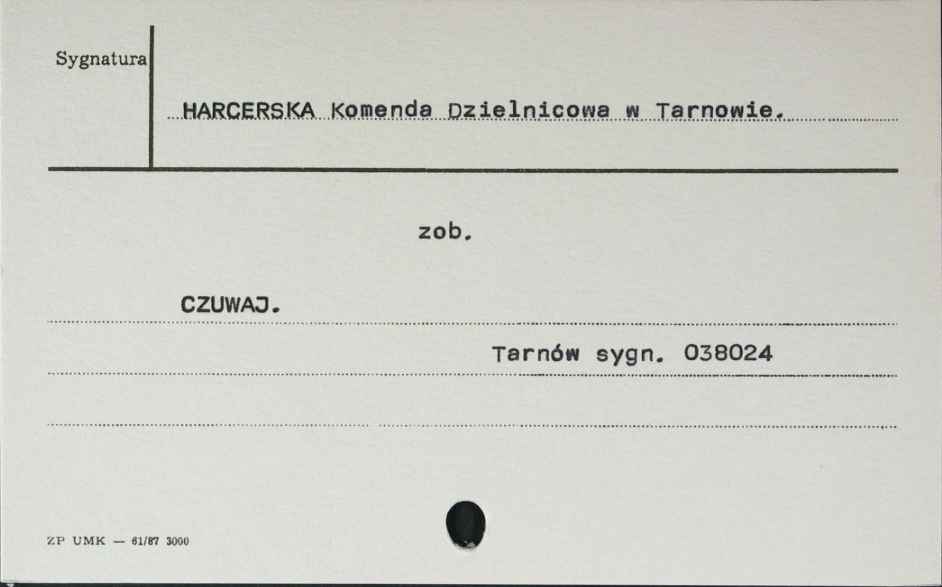 Sygnatura
HARCERSKA Komenda Dzielnicowa w Tarnowie.
zob.
CZUWAJ.
Tarnów sygn. 038024
ZP UMK — 61/87 3000